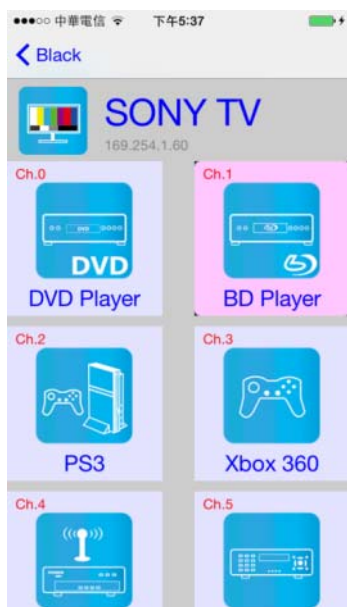 中華電信 下午5:37
Black
SONY TV
169.254.1.60
Ch.0 Ch.1
DVD
DVD Player BD Player
Ch.2 Ch.3
PS3 Xbox 360
Ch.4 Ch.5